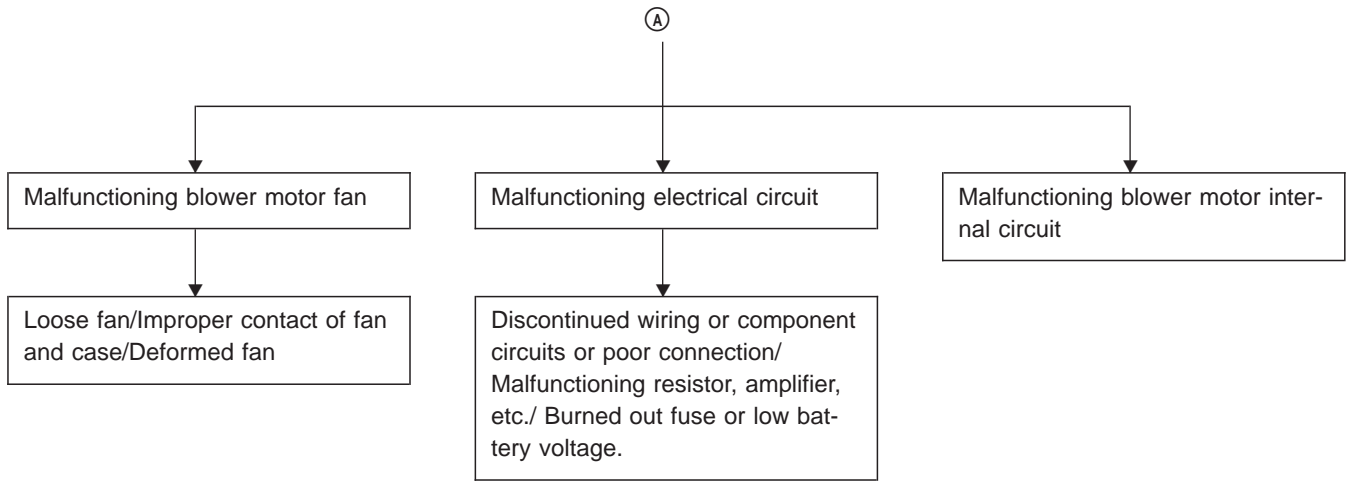 A
Malfunctioning blower motor fan
Malfunctioning electrical circuit
Malfunctioning blower motor inter-
nal circuit
Loose fan/Improper contact of fan
and case/Deformed fan
Discontinued wiring or component
circuits or poor connection/
Malfunctioning resistor, amplifier,
etc./ Burned out fuse or low bat-
tery voltage.